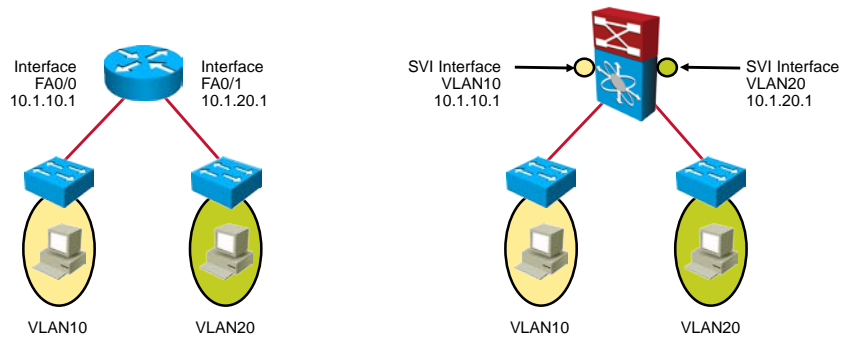 Interface
FA0/0
10.1.10.1
Interface
FA0/1
10.1.20.1
VLAN10
VLAN20
SVI Interface
VLAN10
10.1.10.1
SVI Interface
VLAN20
10.1.20.1
VLAN10
VLAN20